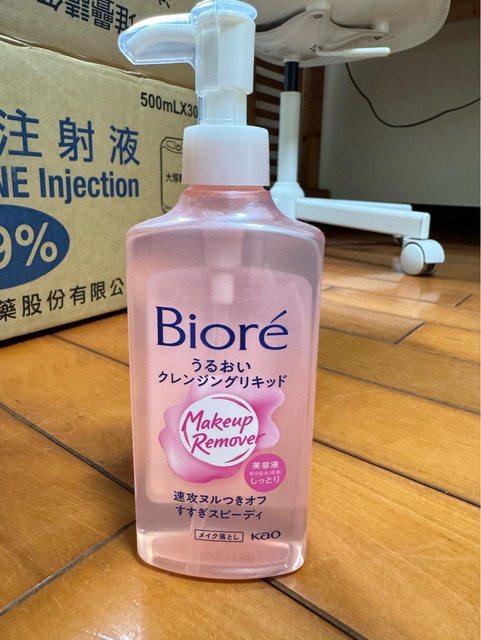 500mLX30
注射液
NE Injection
9%
藥股份有限公
大塚
Bioré
うるおい
クレンジングリキッド
Makeup
Remover
美容液
しっとり
速攻ヌルつきオフ
すすぎスピーディ
メイク落とし Kao